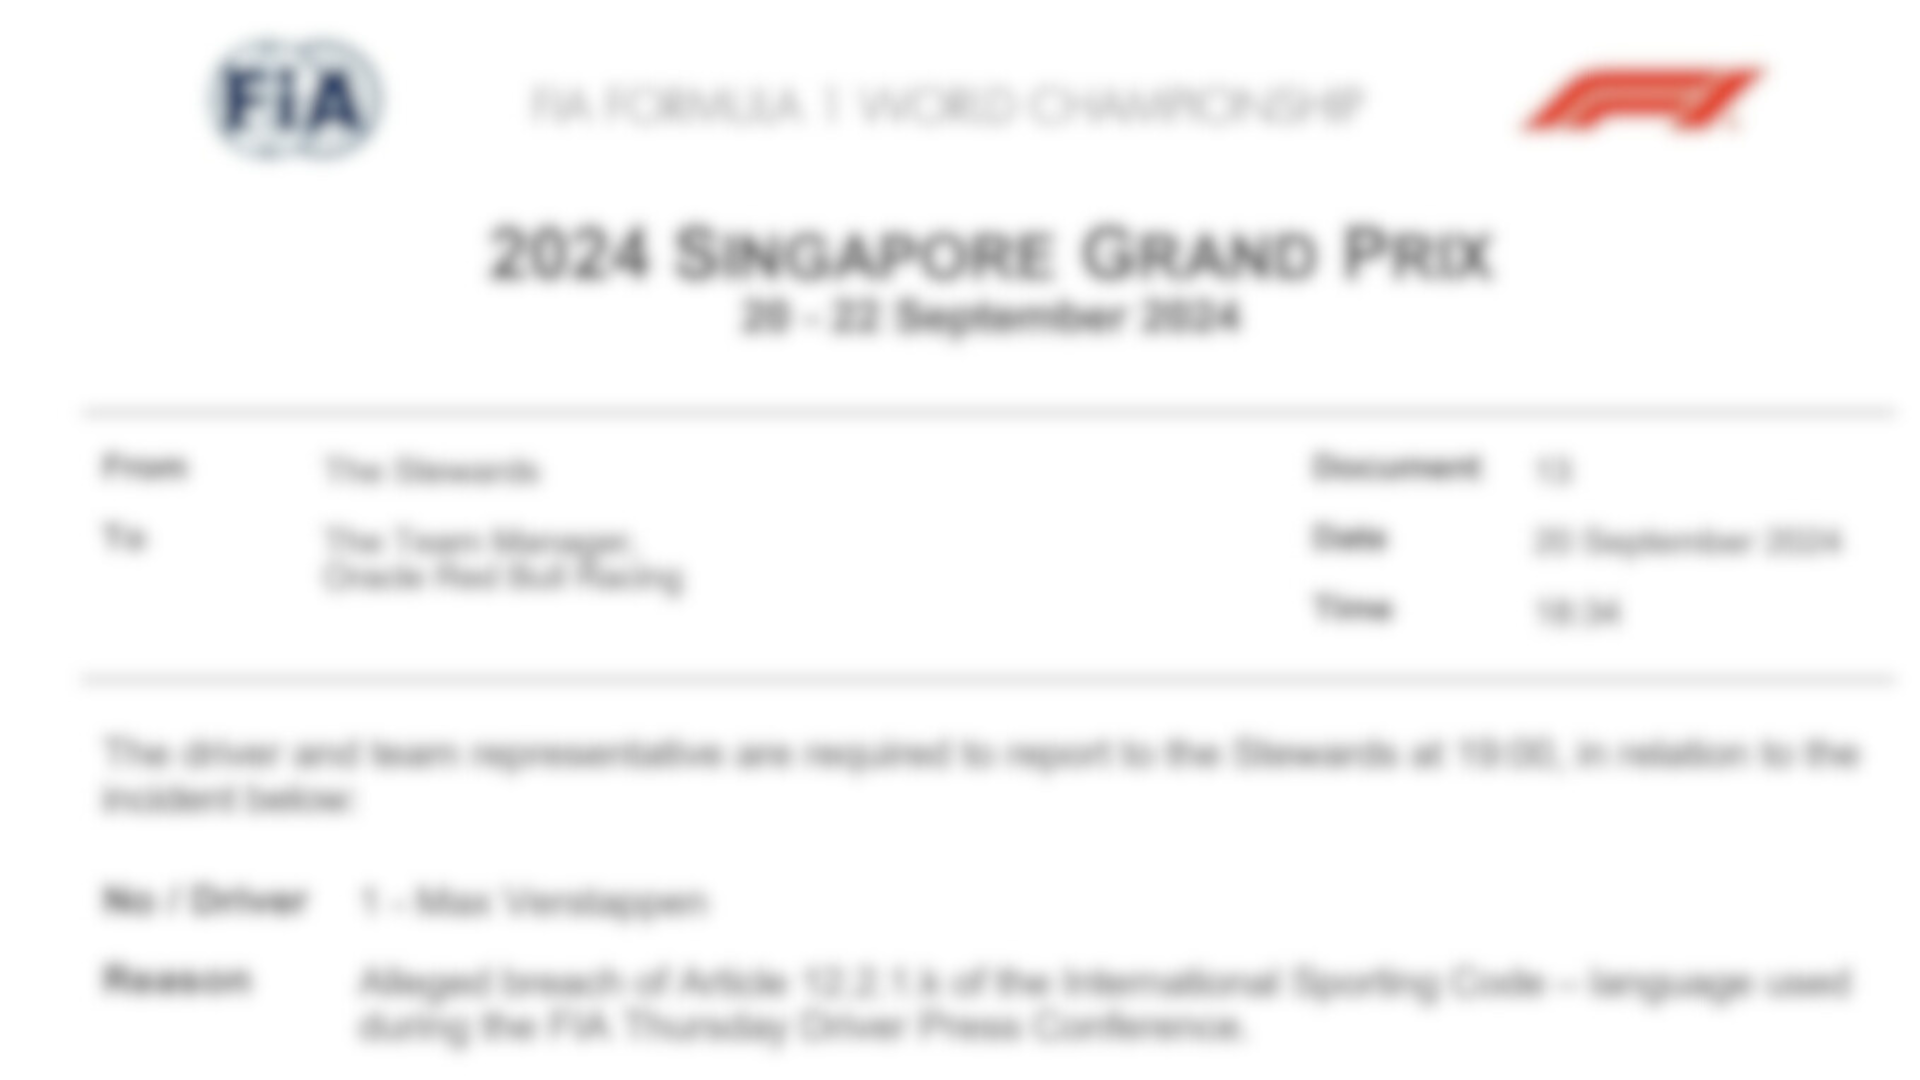 FIA
FIA FORMULA 1 WORLD CHAMPIONSHIP
2024 SINGAPORE GRAND PRIX
20 - 22 September 2024
From The Stewards Document 13
To The Team Manager, Date 20 September 2024
Oracle Red Bull Racing
Time
The driver and team representative are required to report to the Stewards at 19:00, in relation to the
incident below:
No / Driver 1 - Max Verstappen
Reason Alleged breach of Article 12.2.1.k of the International Sporting Code – language used
during the FIA Thursday Driver Press Conference.